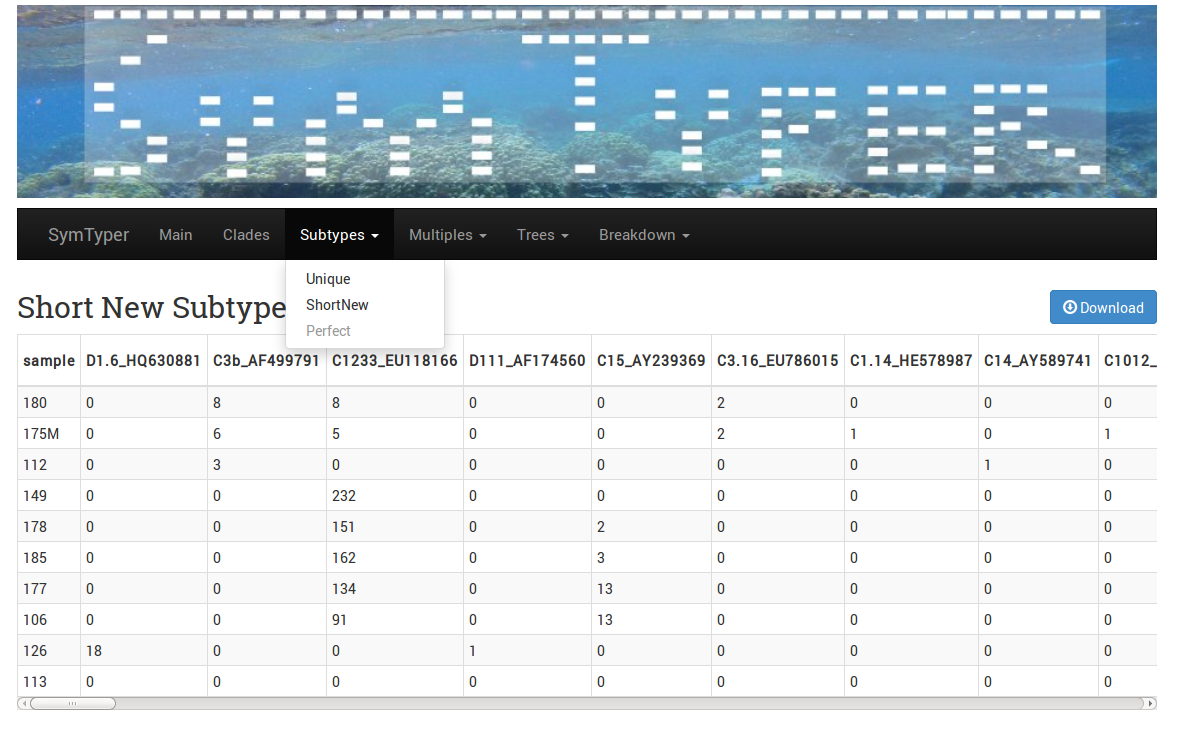 SymTyper
SymTyper Main Clades Subtypes Multiples Trees Breakdown
Unique
ShortNew
Perfect
Short New Subtype
Download
sample D1.6_HQ630881 C3b_AF499791 C1233_EU118166 D111_AF174560 C15_AY239369 C3.16_EU786015 C1.14_HE578987 C14_AY589741 C1012_
180 0 8 8 0 0 2 0 0 0
175M 0 6 5 0 0 2 1 0 1
112 0 3 0 0 0 0 0 1 0
149 0 0 232 0 0 0 0 0 0
178 0 0 151 0 2 0 0 0 0
185 0 0 162 0 3 0 0 0 0
177 0 0 134 0 13 0 0 0 0
106 0 0 91 0 13 0 0 0 0
126 18 0 0 1 0 0 0 0 0
113 0 0 0 0 0 0 0 0 0